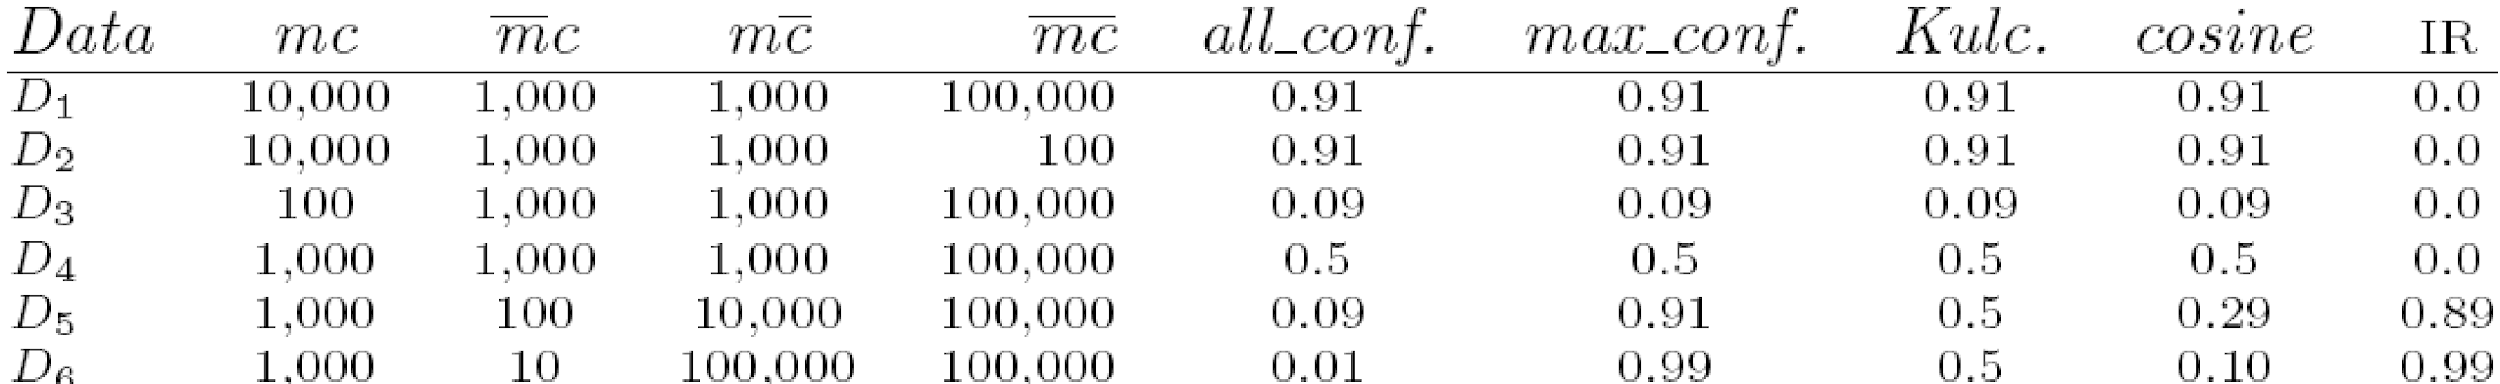 Data mc m̅c mc̅ m̅c̅ all_conf. max_conf. Kulc. cosine IR
D₁ 10,000 1,000 1,000 100,000 0.91 0.91 0.91 0.91 0.0
D₂ 10,000 1,000 1,000 100 0.91 0.91 0.91 0.91 0.0
D₃ 100 1,000 1,000 100,000 0.09 0.09 0.09 0.09 0.0
D₄ 1,000 1,000 1,000 100,000 0.5 0.5 0.5 0.5 0.0
D₅ 1,000 100 10,000 100,000 0.09 0.91 0.5 0.29 0.89
D₆ 1,000 10 100,000 100,000 0.01 0.99 0.5 0.10 0.99